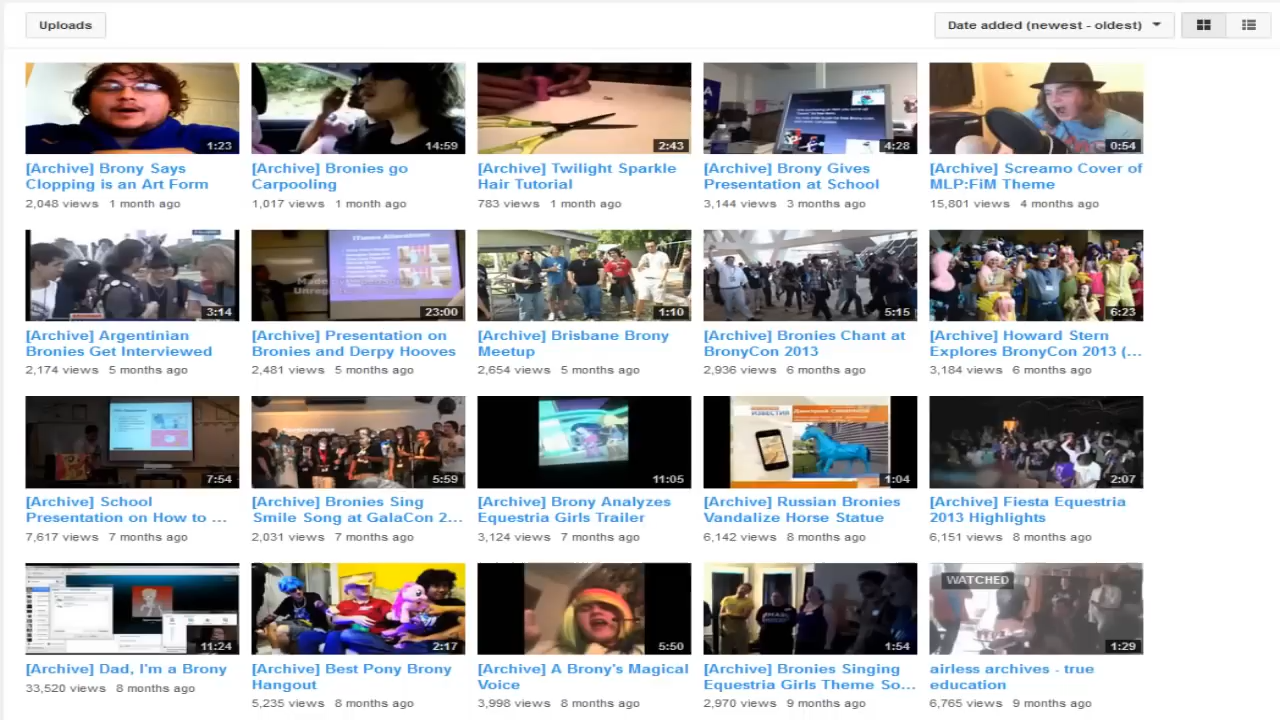 Uploads
Date added (newest - oldest)
1:23
14:59
2:43
4:28
0:54
[Archive] Brony Says
Clopping is an Art Form
2,048 views 1 month ago
[Archive] Bronies go
Carpooling
1,017 views 1 month ago
[Archive] Twilight Sparkle
Hair Tutorial
783 views 1 month ago
[Archive] Brony Gives
Presentation at School
3,144 views 3 months ago
[Archive] Screamo Cover of
MLP:FiM Theme
15,801 views 4 months ago
iTunes Alterations
3:14
23:00
1:10
5:15
6:23
[Archive] Argentinian
Bronies Get Interviewed
2,174 views 5 months ago
[Archive] Presentation on
Bronies and Derpy Hooves
2,481 views 5 months ago
[Archive] Brisbane Brony
Meetup
2,654 views 5 months ago
[Archive] Bronies Chant at
BronyCon 2013
2,936 views 6 months ago
[Archive] Howard Stern
Explores BronyCon 2013 (...
3,184 views 6 months ago
ИЗВЕСТИЯ
7:54
5:59
11:05
1:04
2:07
[Archive] School
Presentation on How to ...
7,617 views 7 months ago
[Archive] Bronies Sing
Smile Song at GalaCon 2...
2,031 views 7 months ago
[Archive] Brony Analyzes
Equestria Girls Trailer
3,124 views 7 months ago
[Archive] Russian Bronies
Vandalize Horse Statue
6,142 views 8 months ago
[Archive] Fiesta Equestria
2013 Highlights
6,151 views 8 months ago
WATCHED
11:24
2:17
5:50
1:54
1:29
[Archive] Dad, I'm a Brony
33,520 views 8 months ago
[Archive] Best Pony Brony
Hangout
5,235 views 8 months ago
[Archive] A Brony's Magical
Voice
3,998 views 8 months ago
[Archive] Bronies Singing
Equestria Girls Theme So...
2,970 views 9 months ago
airless archives - true
education
6,765 views 9 months ago